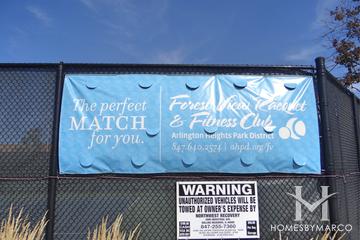 The perfect
MATCH
for you.
Forest View Racquet
& Fitness Club
Arlington Heights Park District
847.640.2574 | ahpd.org/fv
WARNING
UNAUTHORIZED VEHICLES WILL BE
TOWED AT OWNER'S EXPENSE BY
NORTHWEST RECOVERY
847-255-7360
HOMESBYMARCO